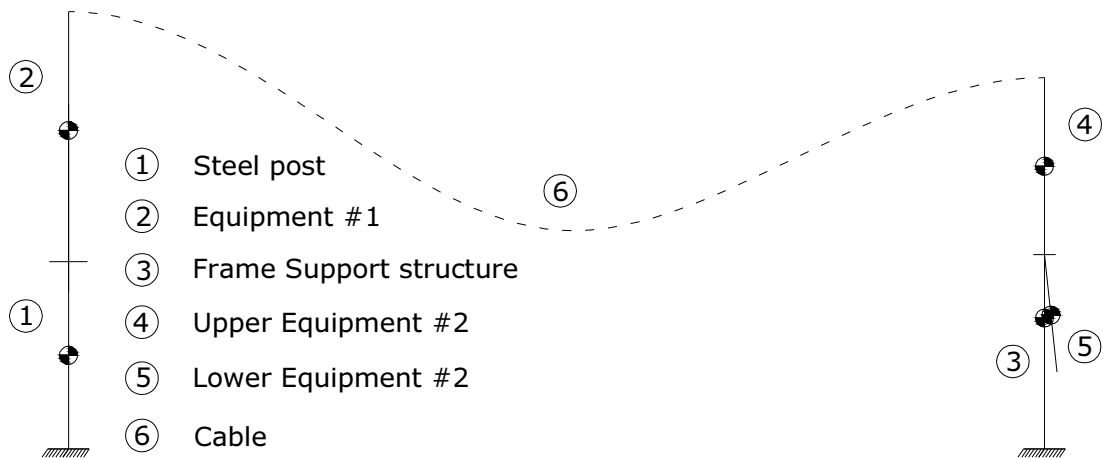 2
4
1 Steel post
6
2 Equipment #1
3 Frame Support structure
1
4 Upper Equipment #2
5
3
5 Lower Equipment #2
6 Cable